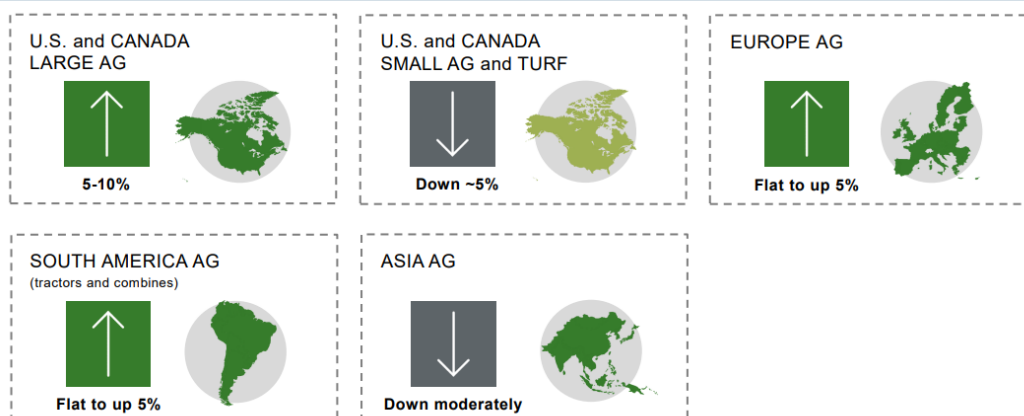 U.S. and CANADA
LARGE AG
5-10%
U.S. and CANADA
SMALL AG and TURF
Down ~5%
EUROPE AG
Flat to up 5%
SOUTH AMERICA AG
(tractors and combines)
Flat to up 5%
ASIA AG
Down moderately